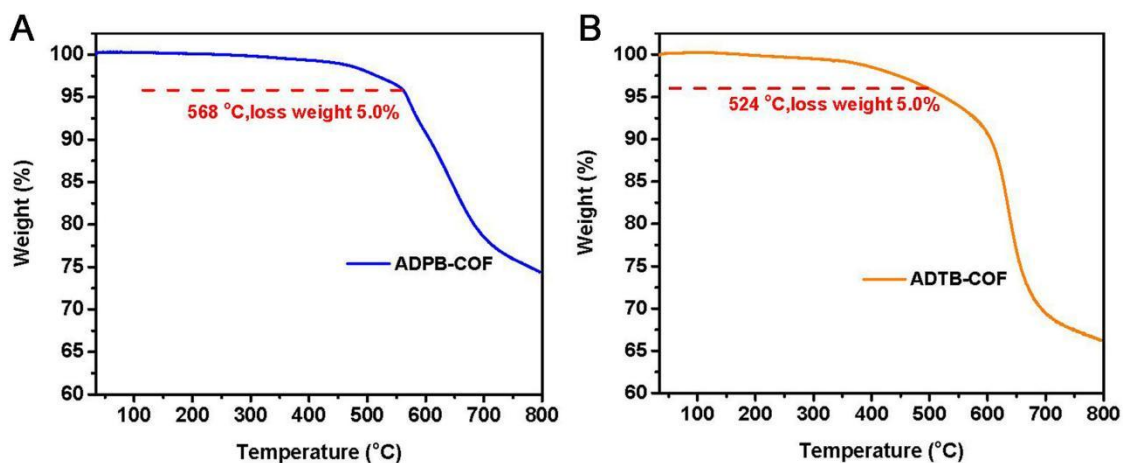 A
100
95
90
85
80
75
70
65
60
Weight (%)
568 °C,loss weight 5.0%
ADPB-COF
100 200 300 400 500 600 700 800
Temperature (°C)
B
100
95
90
85
80
75
70
65
60
Weight (%)
524 °C,loss weight 5.0%
ADTB-COF
100 200 300 400 500 600 700 800
Temperature (°C)